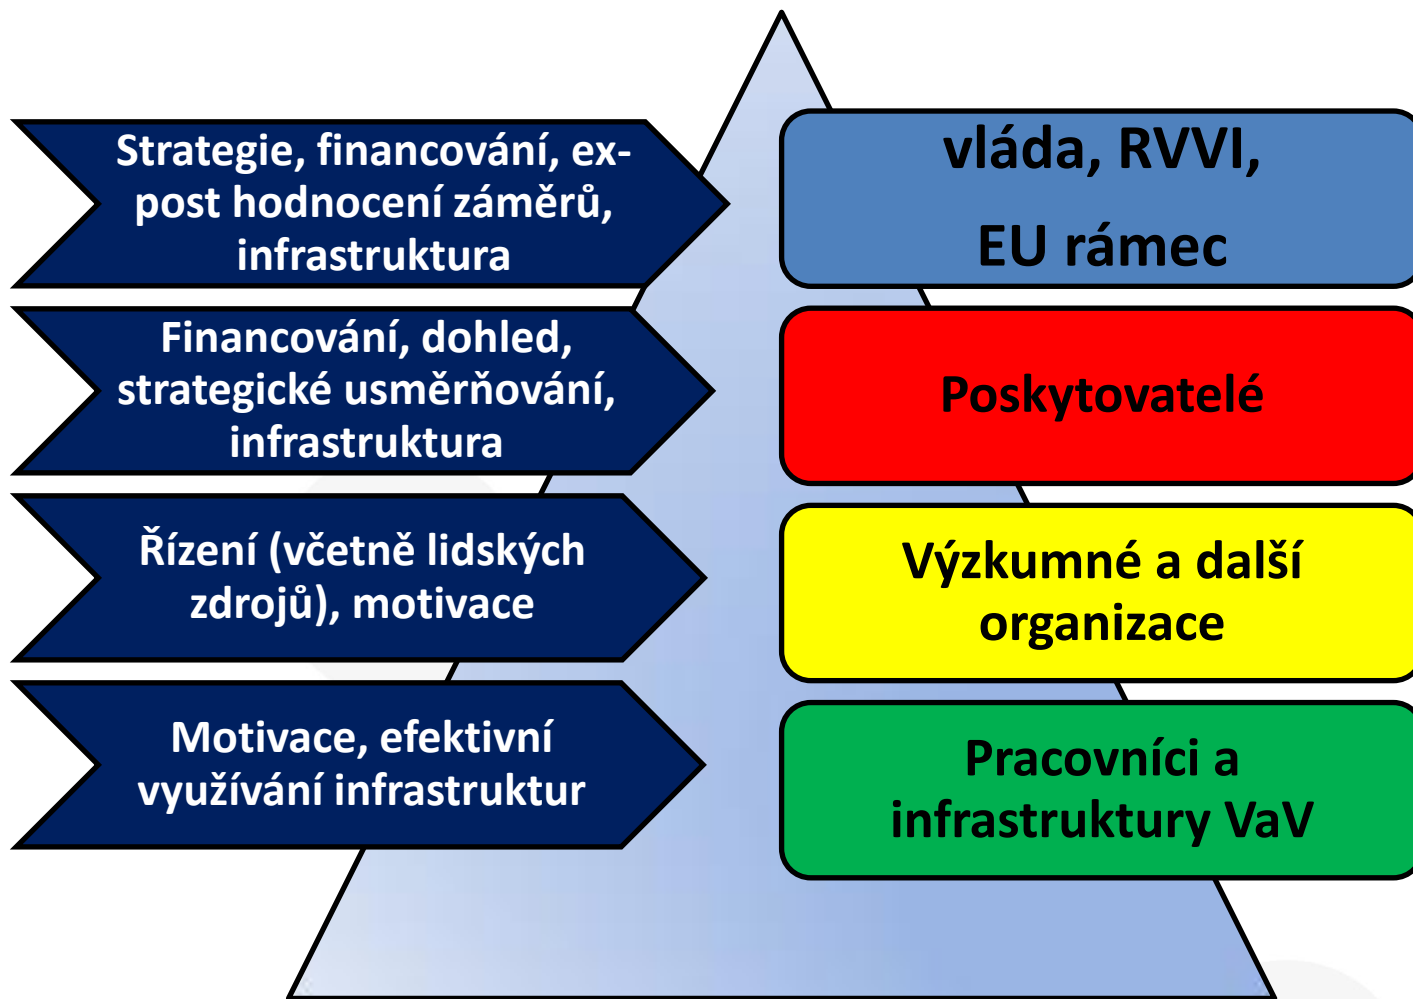 Strategie, financování, ex-
post hodnocení záměrů,
infrastruktura
vláda, RVVI,
EU rámec
Financování, dohled,
strategické usměrňování,
infrastruktura
Poskytovatelé
Řízení (včetně lidských
zdrojů), motivace
Výzkumné a další
organizace
Motivace, efektivní
využívání infrastruktur
Pracovníci a
infrastruktury VaV